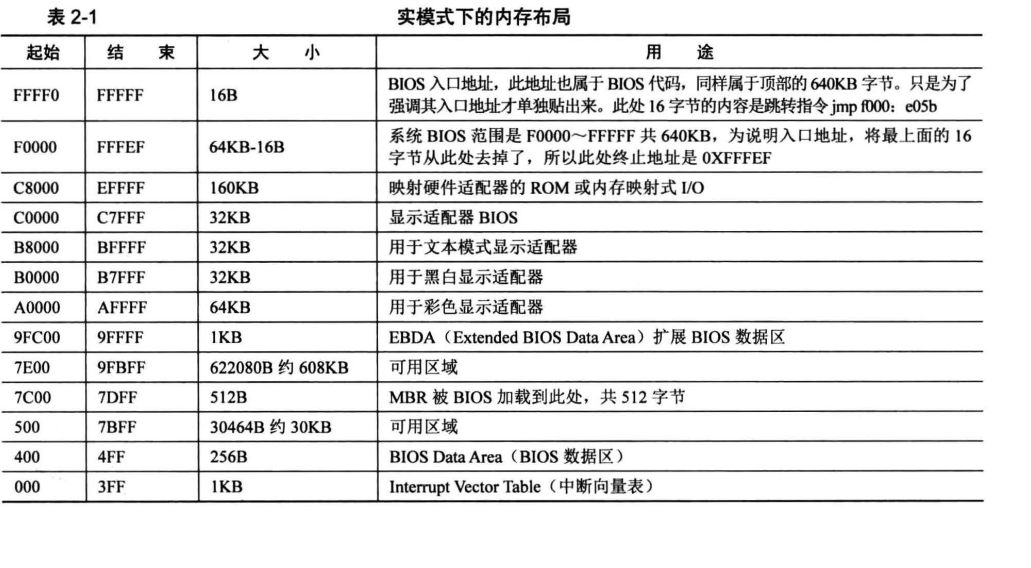 表 2-1 实模式下的内存布局
起始 结 束 大 小 用 途
FFFF0 FFFFF 16B BIOS 入口地址，此地址也属于 BIOS 代码，同样属于顶部的 640KB 字节。只是为了
强调其入口地址才单独贴出来。此处 16 字节的内容是跳转指令 jmp f000：e05b
F0000 FFFEF 64KB-16B 系统 BIOS 范围是 F0000～FFFFF 共 640KB，为说明入口地址，将最上面的 16
字节从此处去掉了，所以此处终止地址是 0XFFFEF
C8000 EFFFF 160KB 映射硬件适配器的 ROM 或内存映射式 I/O
C0000 C7FFF 32KB 显示适配器 BIOS
B8000 BFFFF 32KB 用于文本模式显示适配器
B0000 B7FFF 32KB 用于黑白显示适配器
A0000 AFFFF 64KB 用于彩色显示适配器
9FC00 9FFFF 1KB EBDA（Extended BIOS Data Area）扩展 BIOS 数据区
7E00 9FBFF 622080B 约 608KB 可用区域
7C00 7DFF 512B MBR 被 BIOS 加载到此处，共 512 字节
500 7BFF 30464B 约 30KB 可用区域
400 4FF 256B BIOS Data Area（BIOS 数据区）
000 3FF 1KB Interrupt Vector Table（中断向量表）